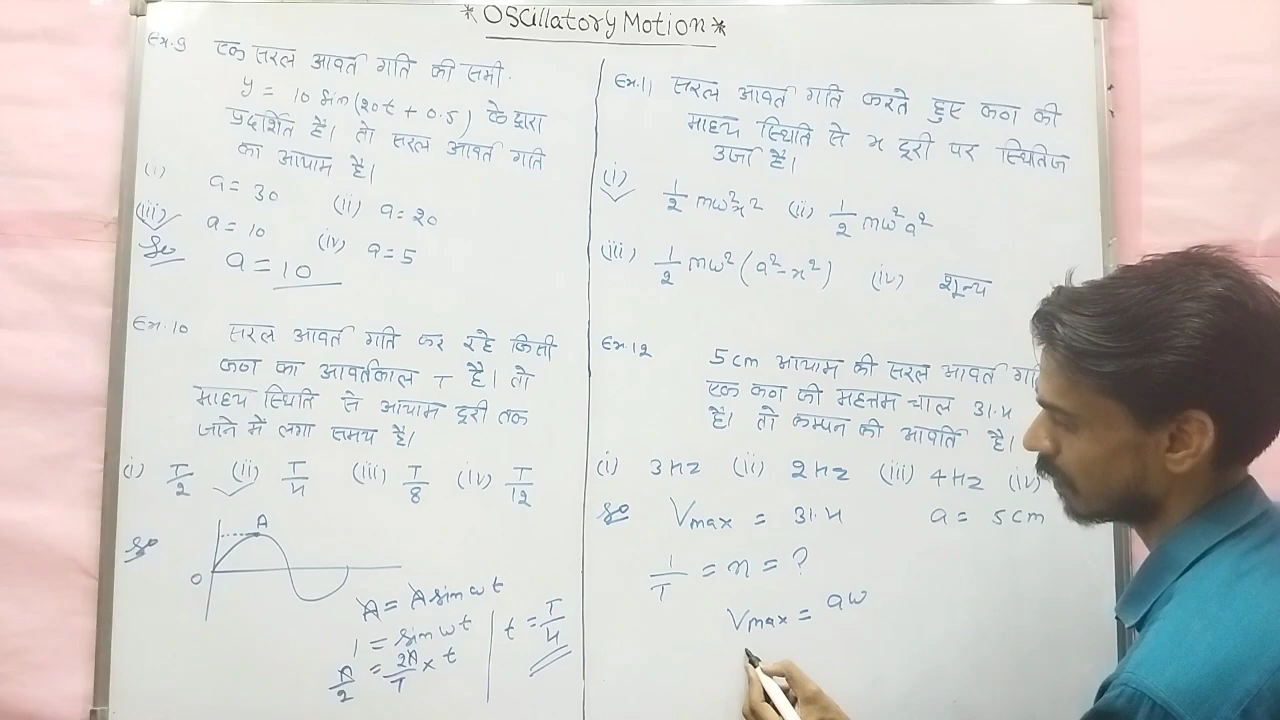 * Oscillatory Motion *
Ex.9 एक सरल आवर्त गति की समी.
y = 10 sin(20t + 0.5) के द्वारा
प्रदर्शित है। तो सरल आवर्त गति
का आयाम है।
(i) a = 30 (ii) a = 20
(iii) a = 10 (iv) a = 5
So a = 10
Ex.10 सरल आवर्त गति कर रहे किसी
कण का आवर्तकाल T है। तो
माध्य स्थिति से आयाम दूरी तक
जाने में लगा समय है।
(i) T/2 (ii) T/4 (iii) T/8 (iv) T/12
So
A
O
A = A sin ωt
1 = sin ωt
t = T/4
Ex.11 सरल आवर्त गति करते हुए कण की
माध्य स्थिति से x दूरी पर स्थितिज
उर्जा है।
(i) 1/2 mω²x² (ii) 1/2 mω²a²
(iii) 1/2 mω²(a² - x²) (iv) शून्य
Ex.12 5 cm आयाम की सरल आवर्त
एक कण की महत्तम चाल 31.4
है। तो कम्पन की आवर्ति है।
(i) 3Hz (ii) 2Hz (iii) 4Hz (iv)
So Vmax = 31.4 a = 5cm
1/T = n = ?
Vmax = aω